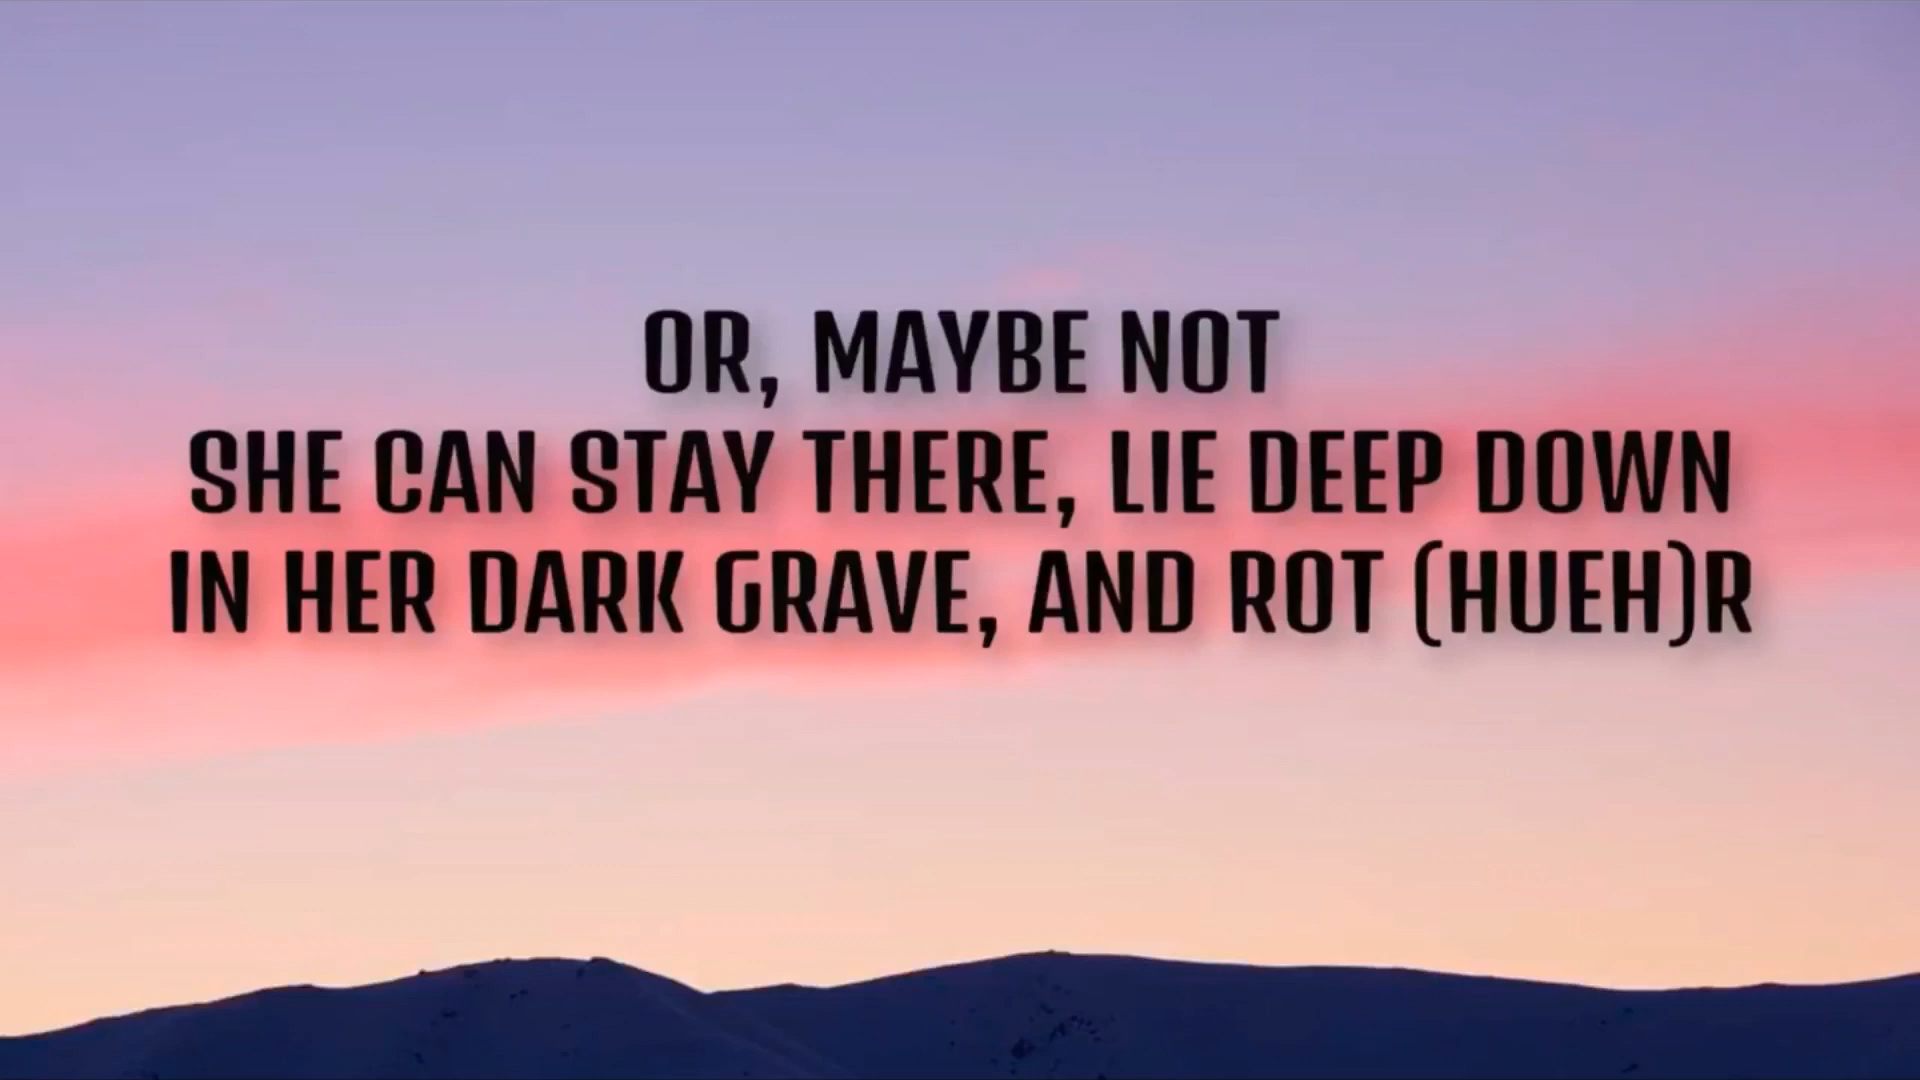 OR, MAYBE NOT
SHE CAN STAY THERE, LIE DEEP DOWN
IN HER DARK GRAVE, AND ROT (HUEH)R